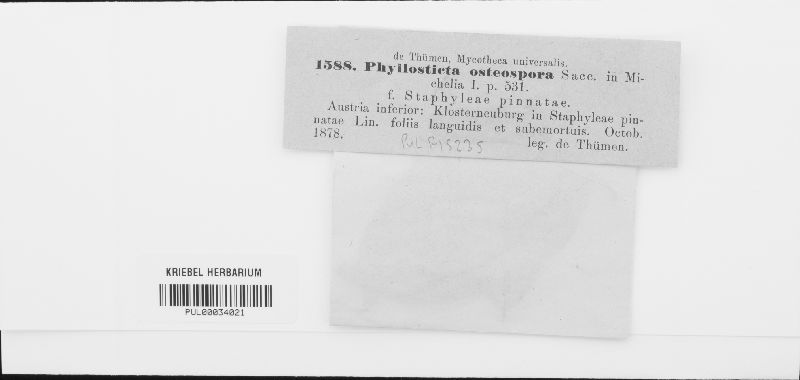 de Thümen, Mycotheca universalis.
1588. Phyllosticta osteospora Sacc. in Mi-
chelia I. p. 531.
f. Staphyleae pinnatae.
Austria inferior: Klosterneuburg in Staphyleae pin-
natae Lin. foliis languidis et subemortuis. Octob.
1878. leg. de Thümen.
PUL F15235
KRIEBEL HERBARIUM
PUL00034021